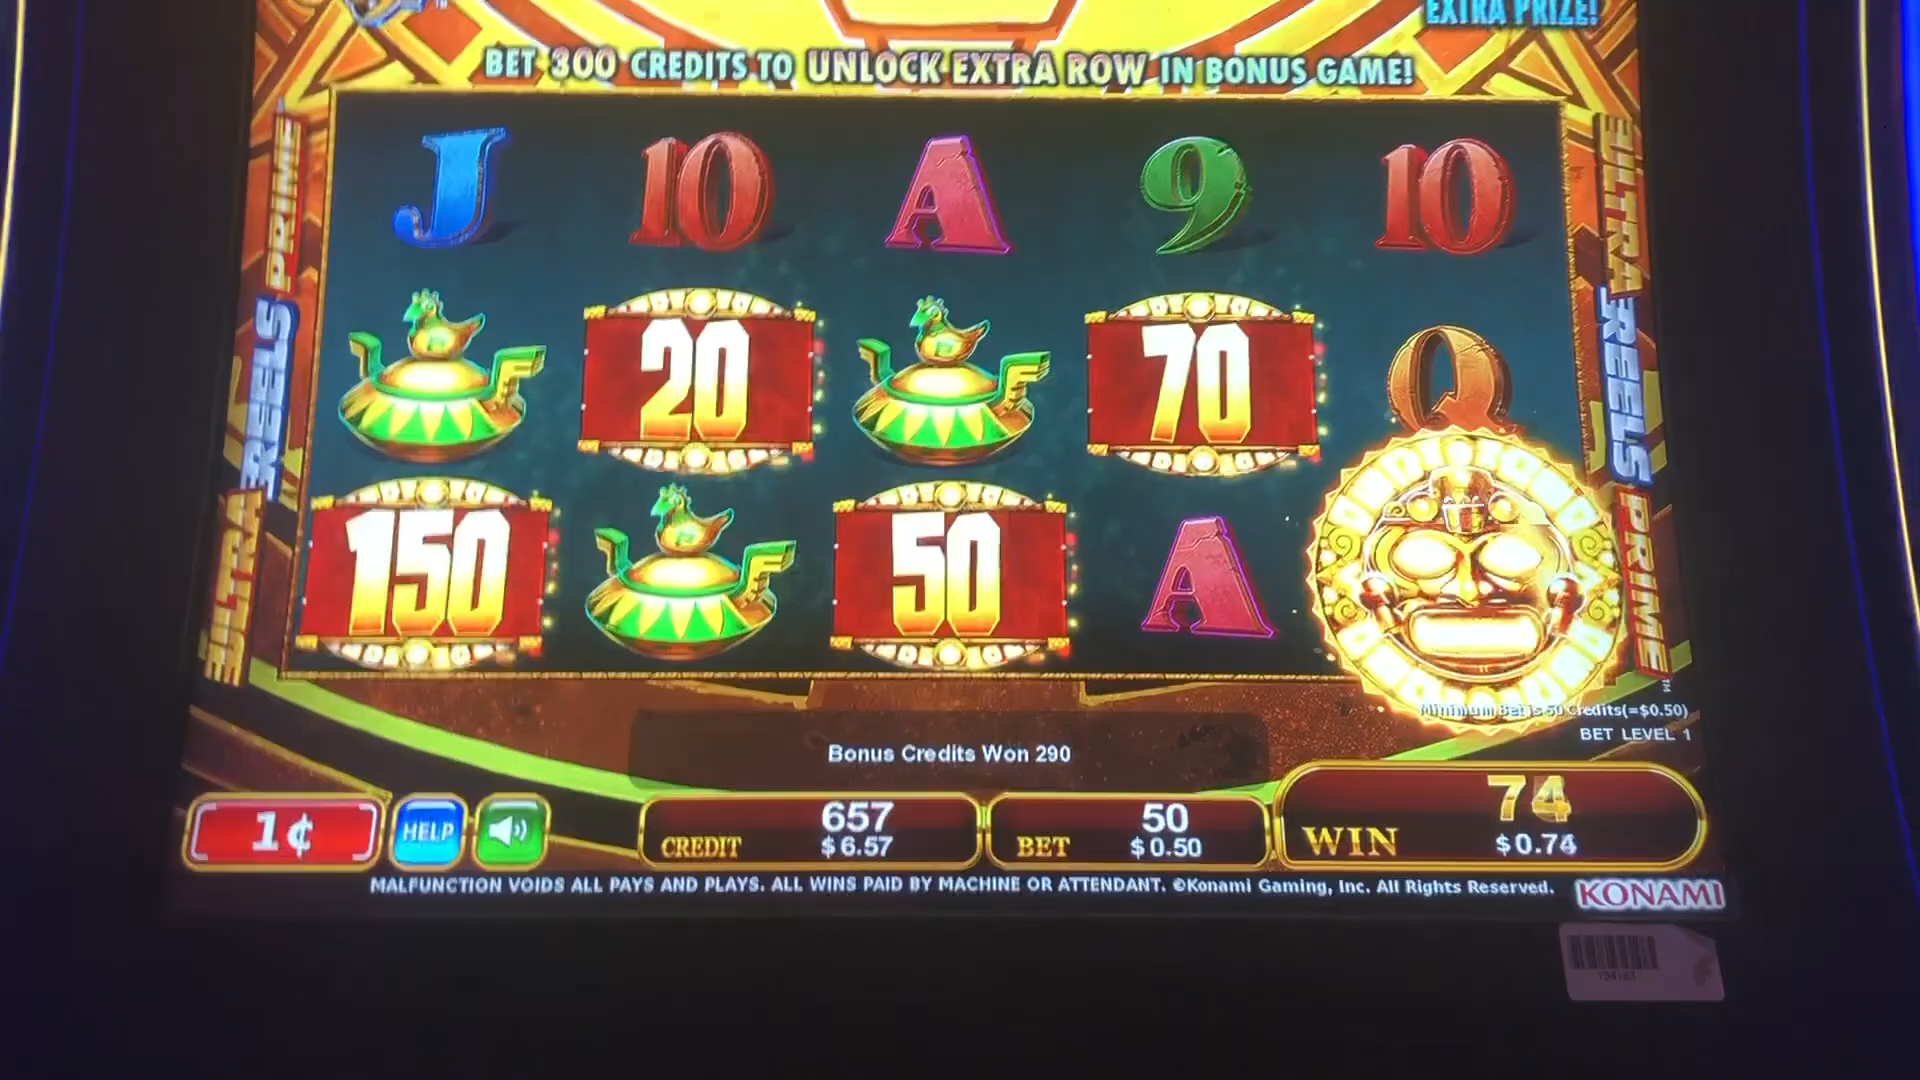 EXTRA PRIZE!
BET 300 CREDITS TO UNLOCK EXTRA ROW IN BONUS GAME!
J 10 A 9 10
20 70 Q
150 50 A
ULTRA REELS PRIME
ULTRA REELS PRIME™
Minimum Bet is 50 Credits(=$0.50)
BET LEVEL 1
Bonus Credits Won 290
1¢ HELP
CREDIT 657 $6.57
BET 50 $0.50
WIN 74 $0.74
MALFUNCTION VOIDS ALL PAYS AND PLAYS. ALL WINS PAID BY MACHINE OR ATTENDANT. ©Konami Gaming, Inc. All Rights Reserved.
KONAMI